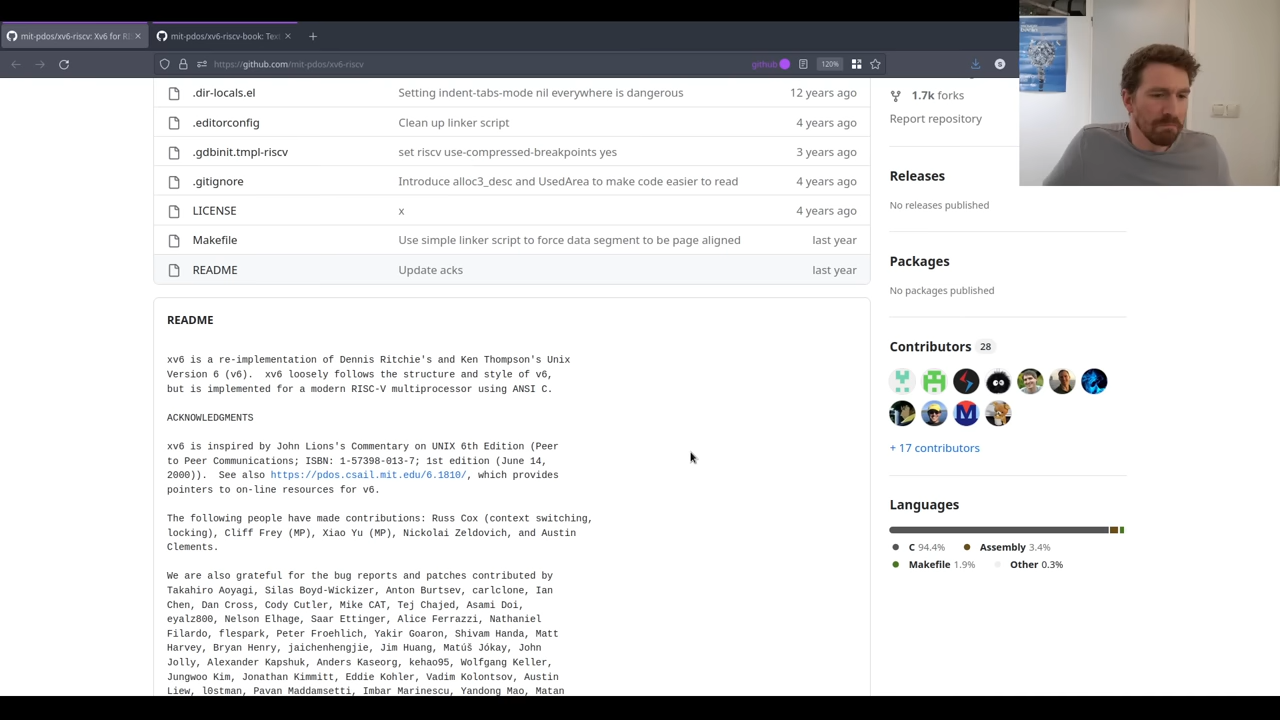 mit-pdos/xv6-riscv: Xv6 for RI
mit-pdos/xv6-riscv-book: Text
https://github.com/mit-pdos/xv6-riscv
github
120%
.dir-locals.el Setting indent-tabs-mode nil everywhere is dangerous 12 years ago
.editorconfig Clean up linker script 4 years ago
.gdbinit.tmpl-riscv set riscv use-compressed-breakpoints yes 3 years ago
.gitignore Introduce alloc3_desc and UsedArea to make code easier to read 4 years ago
LICENSE x 4 years ago
Makefile Use simple linker script to force data segment to be page aligned last year
README Update acks last year
README
xv6 is a re-implementation of Dennis Ritchie's and Ken Thompson's Unix
Version 6 (v6). xv6 loosely follows the structure and style of v6,
but is implemented for a modern RISC-V multiprocessor using ANSI C.
ACKNOWLEDGMENTS
xv6 is inspired by John Lions's Commentary on UNIX 6th Edition (Peer
to Peer Communications; ISBN: 1-57398-013-7; 1st edition (June 14,
2000)). See also https://pdos.csail.mit.edu/6.1810/, which provides
pointers to on-line resources for v6.
The following people have made contributions: Russ Cox (context switching,
locking), Cliff Frey (MP), Xiao Yu (MP), Nickolai Zeldovich, and Austin
Clements.
We are also grateful for the bug reports and patches contributed by
Takahiro Aoyagi, Silas Boyd-Wickizer, Anton Burtsev, carlclone, Ian
Chen, Dan Cross, Cody Cutler, Mike CAT, Tej Chajed, Asami Doi,
eyalz800, Nelson Elhage, Saar Ettinger, Alice Ferrazzi, Nathaniel
Filardo, flespark, Peter Froehlich, Yakir Goaron, Shivam Handa, Matt
Harvey, Bryan Henry, jaichenhengjie, Jim Huang, Matúš Jókay, John
Jolly, Alexander Kapshuk, Anders Kaseorg, kehao95, Wolfgang Keller,
Jungwoo Kim, Jonathan Kimmitt, Eddie Kohler, Vadim Kolontsov, Austin
Liew, l0stman, Pavan Maddamsetti, Imbar Marinescu, Yandong Mao, Matan
1.7k forks
Report repository
Releases
No releases published
Packages
No packages published
Contributors 28
+ 17 contributors
Languages
C 94.4% Assembly 3.4%
Makefile 1.9% Other 0.3%